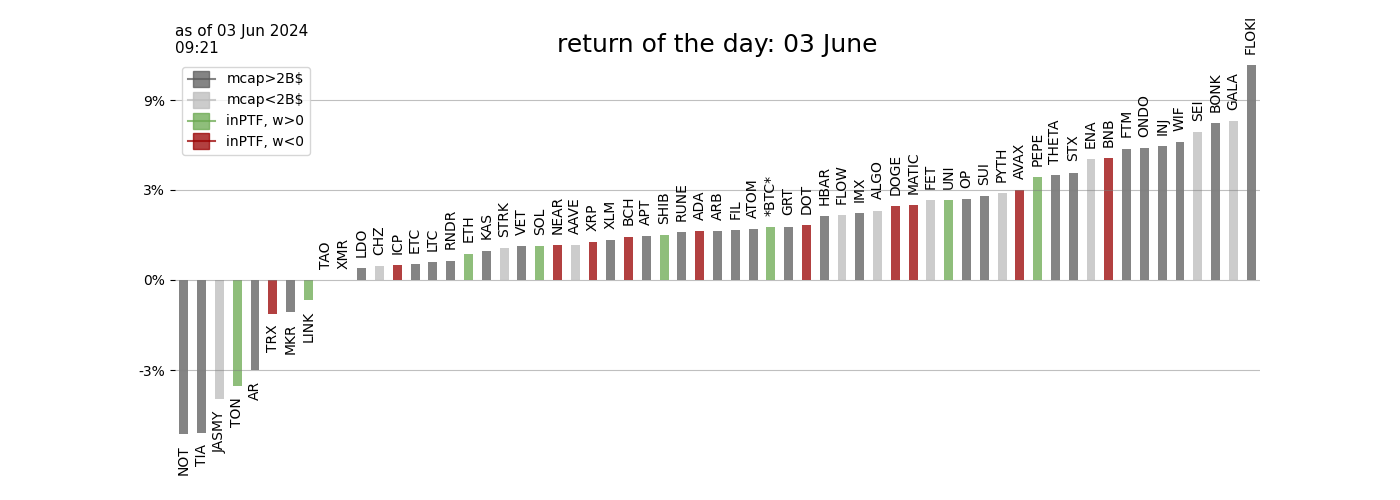 as of 03 Jun 2024
09:21
return of the day: 03 June
mcap>2B$
mcap<2B$
inPTF, w>0
inPTF, w<0
9%
3%
0%
-3%
NOT
TIA
JASMY
TON
AR
TRX
MKR
LINK
TAO
XMR
LDO
CHZ
ICP
ETC
LTC
RNDR
ETH
KAS
STRK
VET
SOL
NEAR
AAVE
XRP
XLM
BCH
APT
SHIB
RUNE
ADA
ARB
FIL
ATOM
*BTC*
GRT
DOT
HBAR
FLOW
IMX
ALGO
DOGE
MATIC
FET
UNI
OP
SUI
PYTH
AVAX
PEPE
THETA
STX
ENA
BNB
FTM
ONDO
INJ
WIF
SEI
BONK
GALA
FLOKI